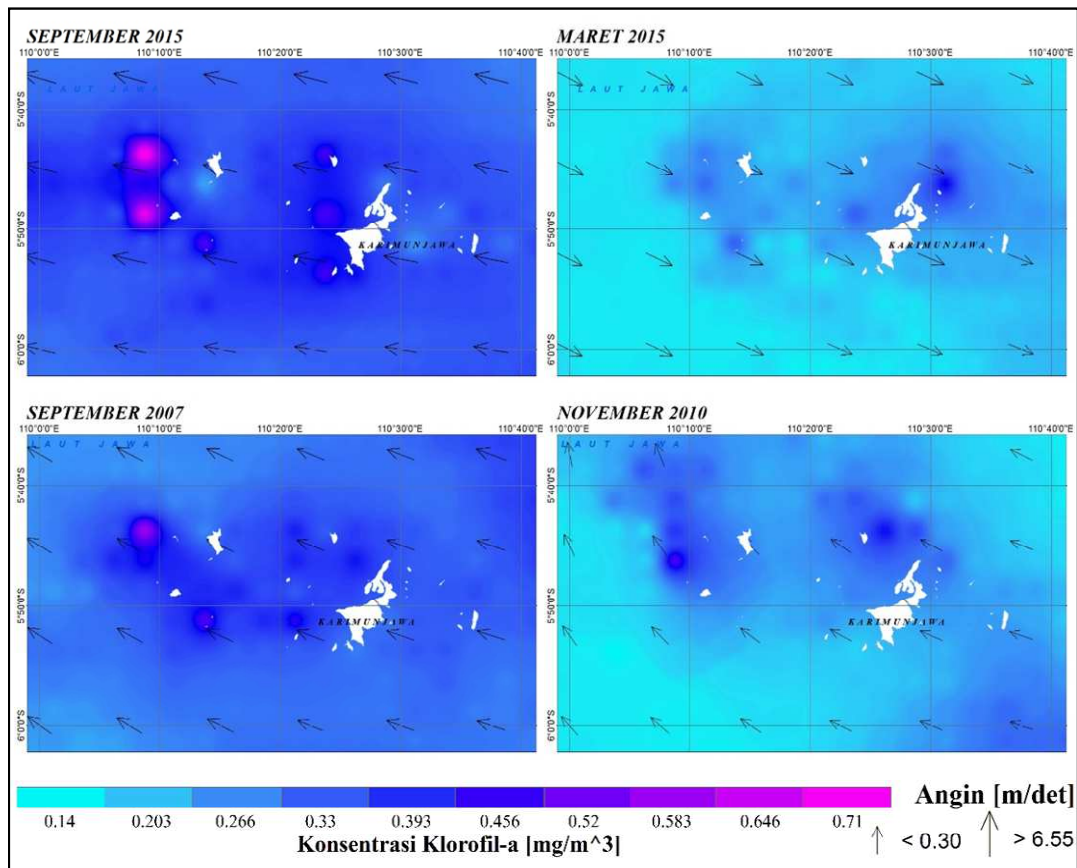 SEPTEMBER 2015
110°0'0"E 110°10'0"E 110°20'0"E 110°30'0"E 110°40'0"E
LAUT JAWA
5°40'0"S
5°50'0"S
KARIMUNJAWA
6°0'0"S
MARET 2015
110°0'0"E 110°10'0"E 110°20'0"E 110°30'0"E 110°40'0"E
LAUT JAWA
5°40'0"S
5°50'0"S
KARIMUNJAWA
6°0'0"S
SEPTEMBER 2007
110°0'0"E 110°10'0"E 110°20'0"E 110°30'0"E 110°40'0"E
LAUT JAWA
5°40'0"S
5°50'0"S
KARIMUNJAWA
6°0'0"S
NOVEMBER 2010
110°0'0"E 110°10'0"E 110°20'0"E 110°30'0"E 110°40'0"E
LAUT JAWA
5°40'0"S
5°50'0"S
KARIMUNJAWA
6°0'0"S
0.14 0.203 0.266 0.33 0.393 0.456 0.52 0.583 0.646 0.71
Konsentrasi Klorofil-a [mg/m^3]
Angin [m/det]
< 0.30 > 6.55